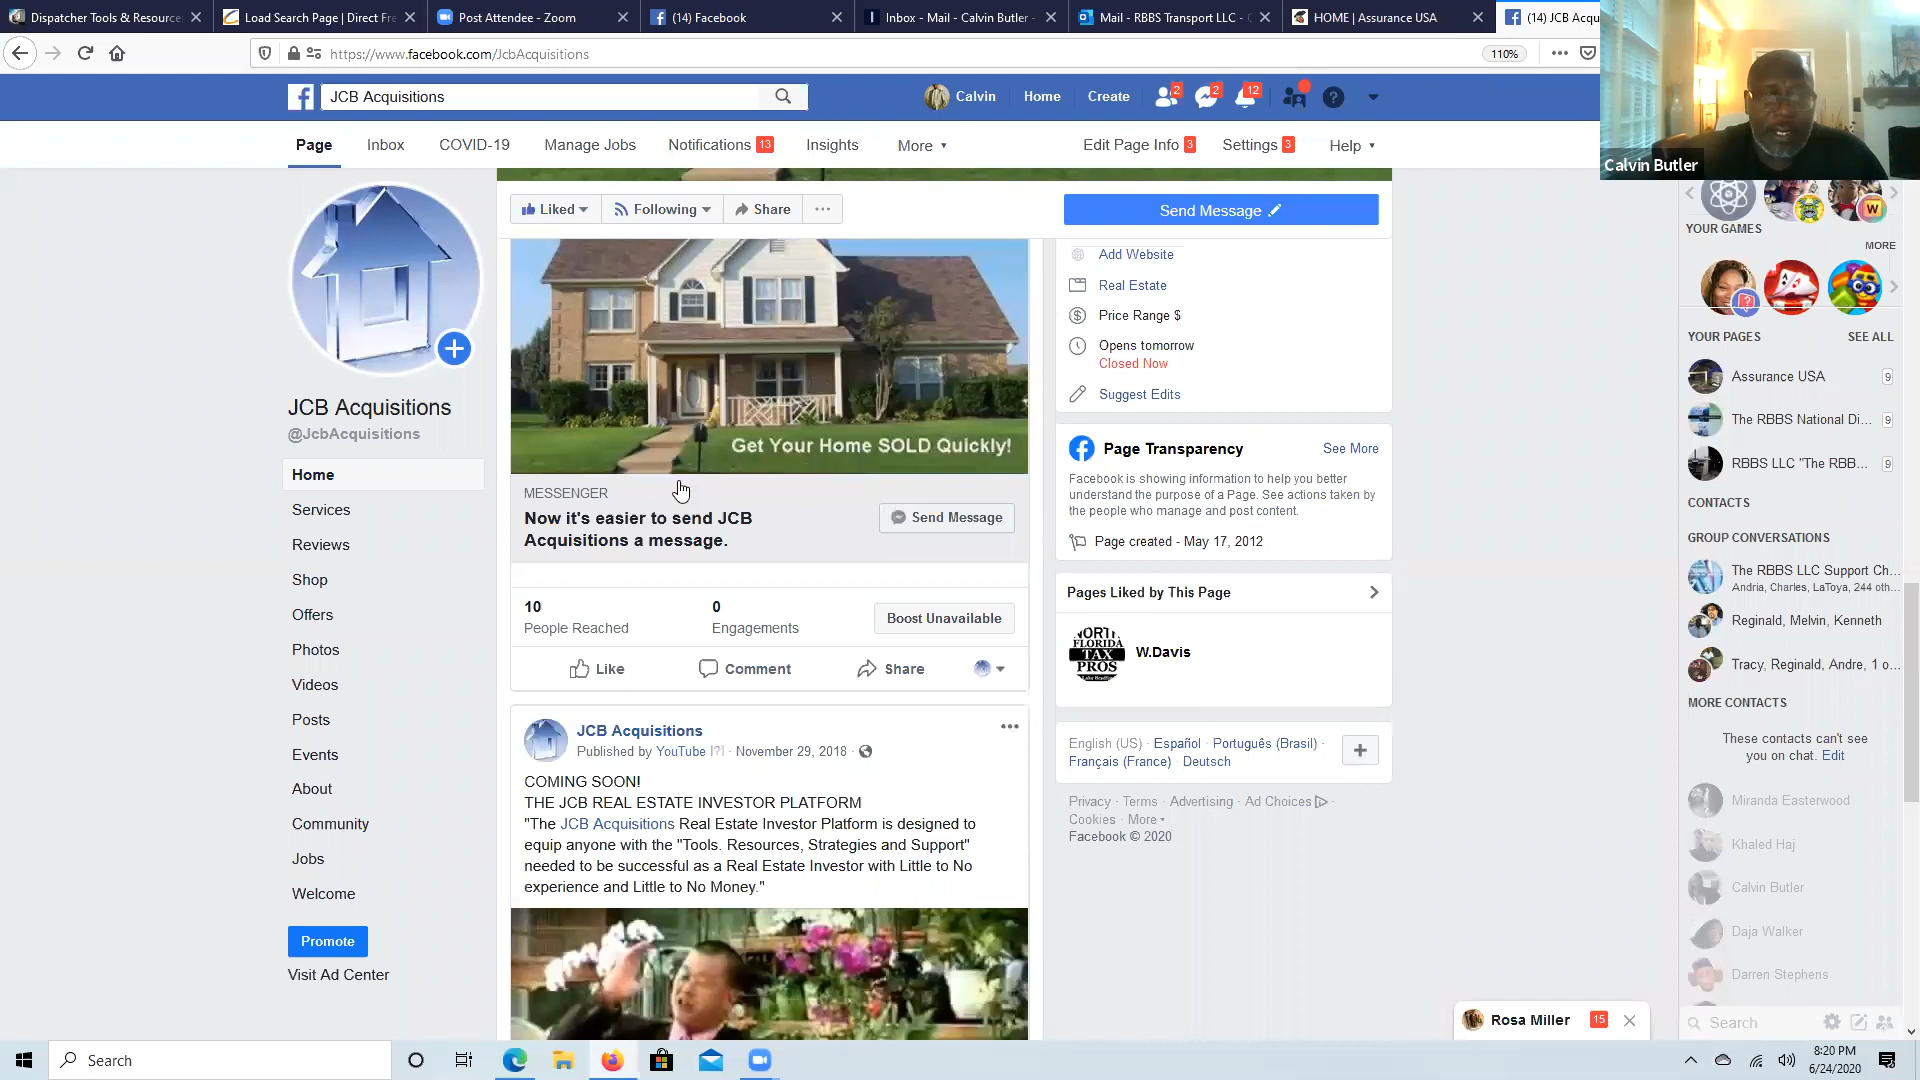 Dispatcher Tools & Resource
Load Search Page | Direct Fre
Post Attendee - Zoom
(14) Facebook
Inbox - Mail - Calvin Butler -
Mail - RBBS Transport LLC -
HOME | Assurance USA
(14) JCB Acqu
https://www.facebook.com/JcbAcquisitions
110%
JCB Acquisitions
Calvin
Home
Create
2
2
12
Calvin Butler
Page
Inbox
COVID-19
Manage Jobs
Notifications 13
Insights
More
Edit Page Info 3
Settings 3
Help
Liked
Following
Share
Send Message
JCB Acquisitions
@JcbAcquisitions
Home
Services
Reviews
Shop
Offers
Photos
Videos
Posts
Events
About
Community
Jobs
Welcome
Promote
Visit Ad Center
Get Your Home SOLD Quickly!
MESSENGER
Now it's easier to send JCB
Acquisitions a message.
Send Message
10
People Reached
0
Engagements
Boost Unavailable
Like
Comment
Share
JCB Acquisitions
Published by YouTube [?] · November 29, 2018 ·
COMING SOON!
THE JCB REAL ESTATE INVESTOR PLATFORM
"The JCB Acquisitions Real Estate Investor Platform is designed to
equip anyone with the "Tools. Resources, Strategies and Support"
needed to be successful as a Real Estate Investor with Little to No
experience and Little to No Money."
Add Website
Real Estate
Price Range $
Opens tomorrow
Closed Now
Suggest Edits
Page Transparency
See More
Facebook is showing information to help you better
understand the purpose of a Page. See actions taken by
the people who manage and post content.
Page created - May 17, 2012
Pages Liked by This Page
FLORIDA
TAX
PROS
W.Davis
English (US) · Español · Português (Brasil) ·
Français (France) · Deutsch
Privacy · Terms · Advertising · Ad Choices ·
Cookies · More
Facebook © 2020
YOUR GAMES
MORE
YOUR PAGES
SEE ALL
Assurance USA 9
The RBBS National Di... 9
RBBS LLC "The RBB... 9
CONTACTS
GROUP CONVERSATIONS
The RBBS LLC Support Ch...
Andria, Charles, LaToya, 244 oth...
Reginald, Melvin, Kenneth
Tracy, Reginald, Andre, 1 o...
MORE CONTACTS
These contacts can't see
you on chat. Edit
Miranda Easterwood
Khaled Haj
Calvin Butler
Daja Walker
Darren Stephens
Search
Rosa Miller 15
Search
8:20 PM
6/24/2020